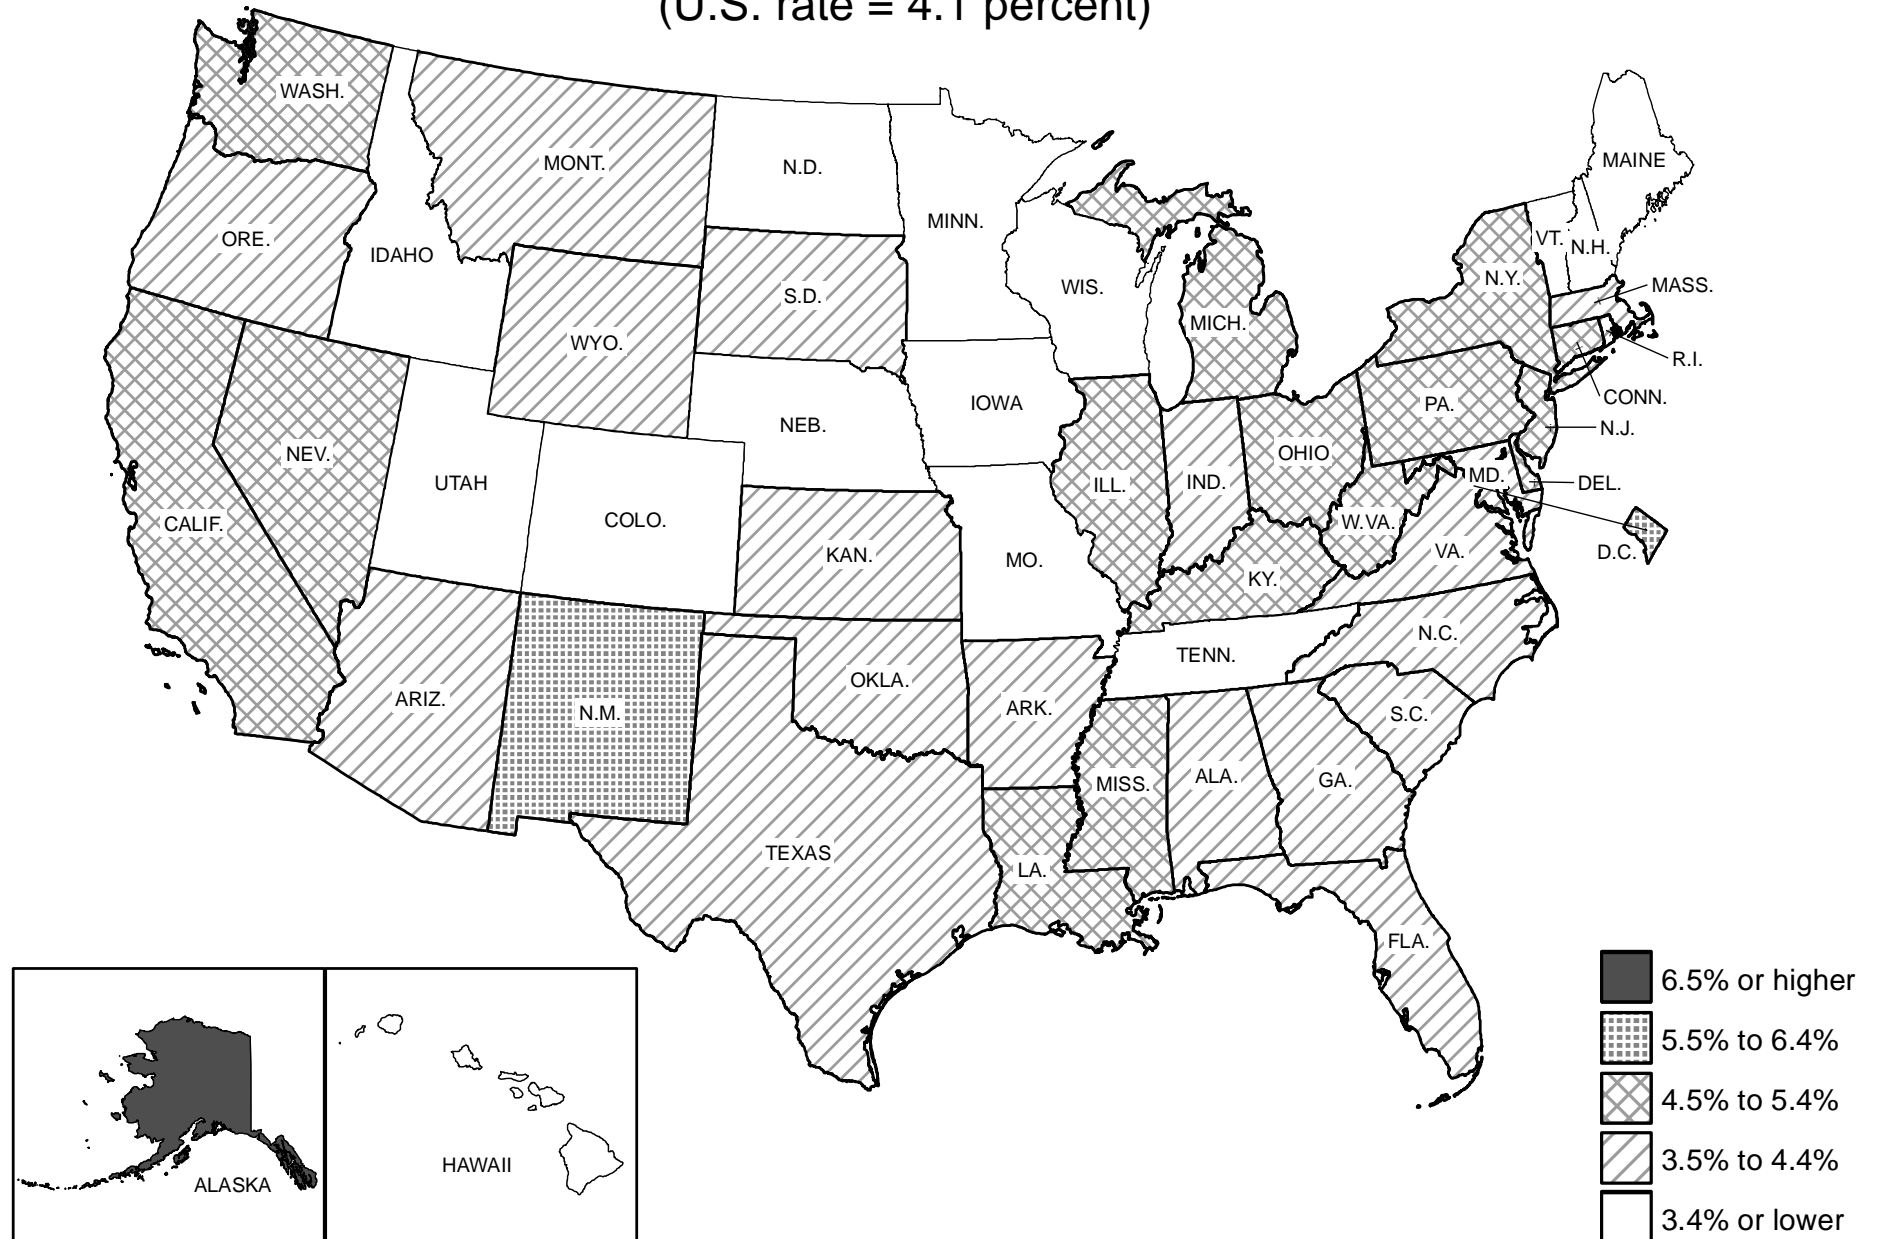 (U.S. rate = 4.1 percent)
WASH.
MONT.
N.D.
MINN.
MAINE
ORE.
IDAHO
VT.
N.H.
S.D.
WIS.
N.Y.
MASS.
WYO.
MICH.
R.I.
IOWA
PA.
CONN.
NEB.
N.J.
NEV.
UTAH
COLO.
ILL.
IND.
OHIO
MD.
DEL.
CALIF.
W.VA.
D.C.
KAN.
MO.
KY.
VA.
N.C.
TENN.
ARIZ.
N.M.
OKLA.
ARK.
S.C.
MISS.
ALA.
GA.
TEXAS
LA.
FLA.
ALASKA
HAWAII
6.5% or higher
5.5% to 6.4%
4.5% to 5.4%
3.5% to 4.4%
3.4% or lower